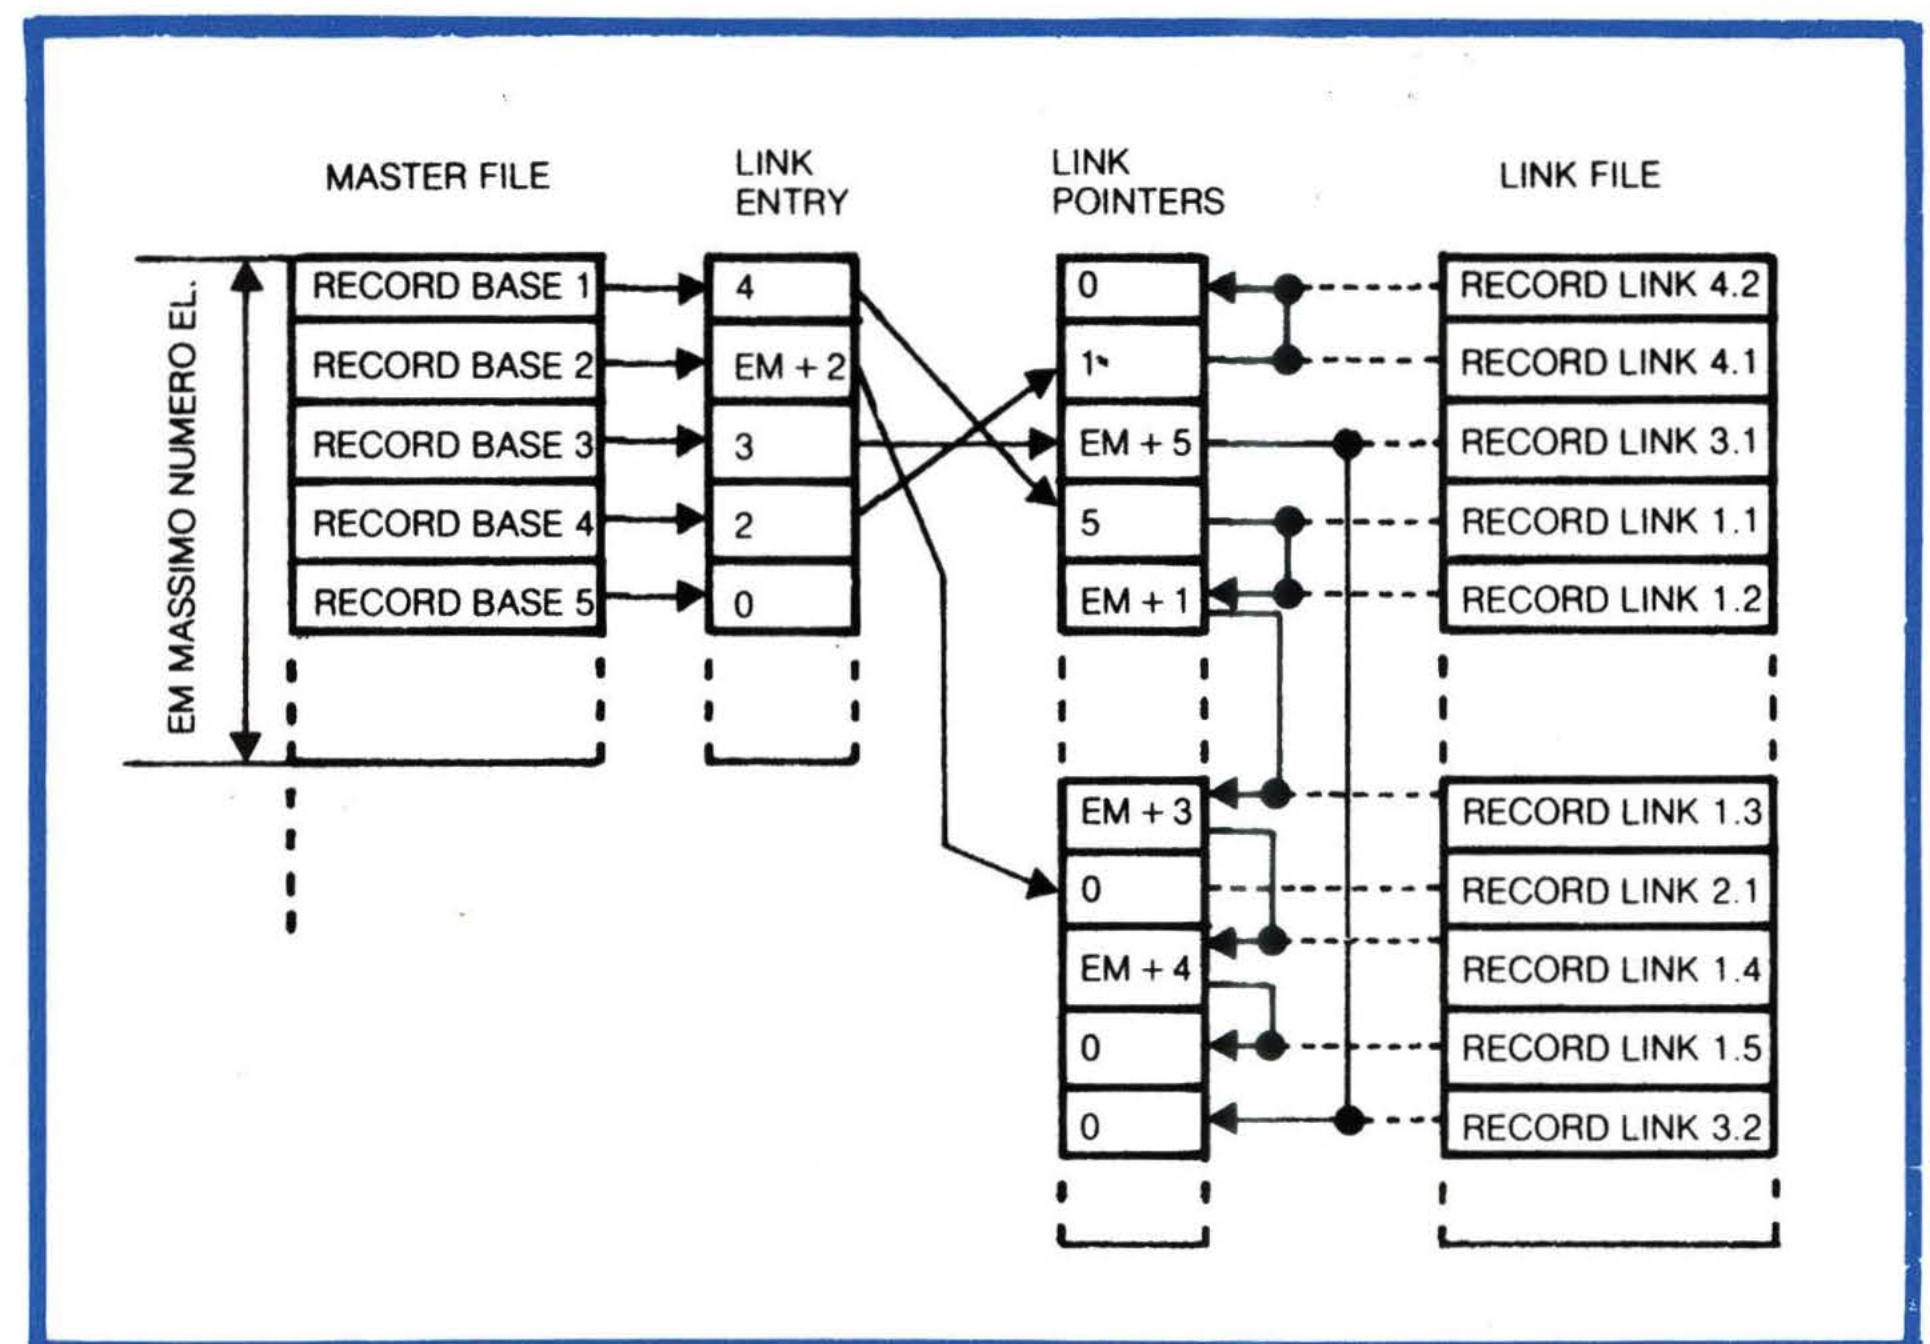 MASTER FILE
LINK
ENTRY
LINK
POINTERS
LINK FILE
EM MASSIMO NUMERO EL.
RECORD BASE 1
RECORD BASE 2
RECORD BASE 3
RECORD BASE 4
RECORD BASE 5
4
EM + 2
3
2
0
0
1
EM + 5
5
EM + 1
EM + 3
0
EM + 4
0
0
RECORD LINK 4.2
RECORD LINK 4.1
RECORD LINK 3.1
RECORD LINK 1.1
RECORD LINK 1.2
RECORD LINK 1.3
RECORD LINK 2.1
RECORD LINK 1.4
RECORD LINK 1.5
RECORD LINK 3.2